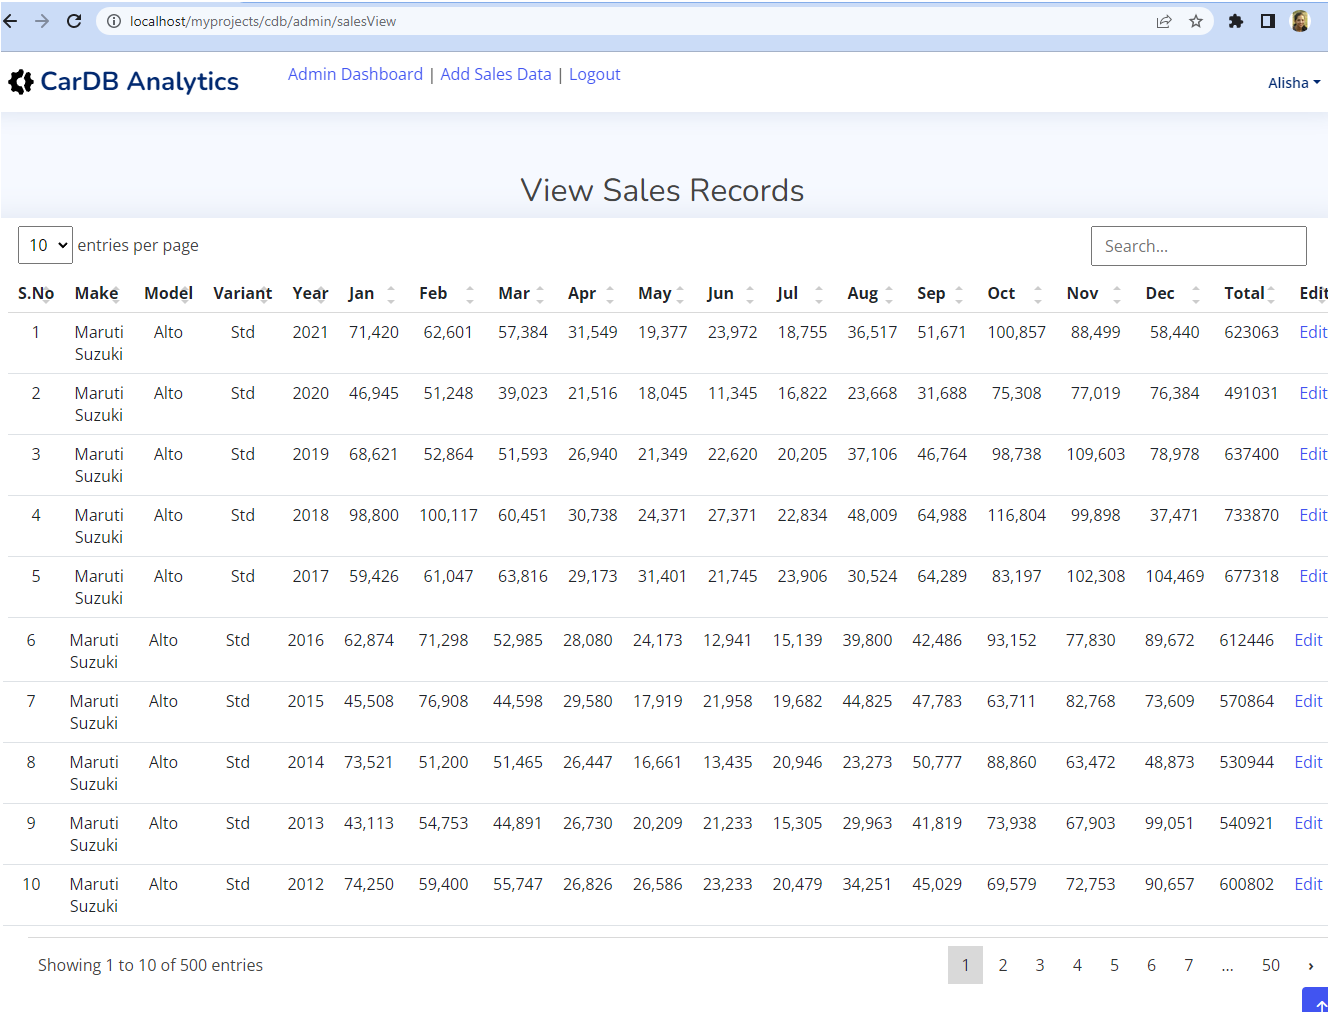 localhost/myprojects/cdb/admin/salesView
CarDB Analytics
Admin Dashboard | Add Sales Data | Logout
Alisha
View Sales Records
10 entries per page
Search...
S.No Make Model Variant Year Jan Feb Mar Apr May Jun Jul Aug Sep Oct Nov Dec Total Edit
1 Maruti Suzuki Alto Std 2021 71,420 62,601 57,384 31,549 19,377 23,972 18,755 36,517 51,671 100,857 88,499 58,440 623063 Edit
2 Maruti Suzuki Alto Std 2020 46,945 51,248 39,023 21,516 18,045 11,345 16,822 23,668 31,688 75,308 77,019 76,384 491031 Edit
3 Maruti Suzuki Alto Std 2019 68,621 52,864 51,593 26,940 21,349 22,620 20,205 37,106 46,764 98,738 109,603 78,978 637400 Edit
4 Maruti Suzuki Alto Std 2018 98,800 100,117 60,451 30,738 24,371 27,371 22,834 48,009 64,988 116,804 99,898 37,471 733870 Edit
5 Maruti Suzuki Alto Std 2017 59,426 61,047 63,816 29,173 31,401 21,745 23,906 30,524 64,289 83,197 102,308 104,469 677318 Edit
6 Maruti Suzuki Alto Std 2016 62,874 71,298 52,985 28,080 24,173 12,941 15,139 39,800 42,486 93,152 77,830 89,672 612446 Edit
7 Maruti Suzuki Alto Std 2015 45,508 76,908 44,598 29,580 17,919 21,958 19,682 44,825 47,783 63,711 82,768 73,609 570864 Edit
8 Maruti Suzuki Alto Std 2014 73,521 51,200 51,465 26,447 16,661 13,435 20,946 23,273 50,777 88,860 63,472 48,873 530944 Edit
9 Maruti Suzuki Alto Std 2013 43,113 54,753 44,891 26,730 20,209 21,233 15,305 29,963 41,819 73,938 67,903 99,051 540921 Edit
10 Maruti Suzuki Alto Std 2012 74,250 59,400 55,747 26,826 26,586 23,233 20,479 34,251 45,029 69,579 72,753 90,657 600802 Edit
Showing 1 to 10 of 500 entries
1 2 3 4 5 6 7 ... 50 ›